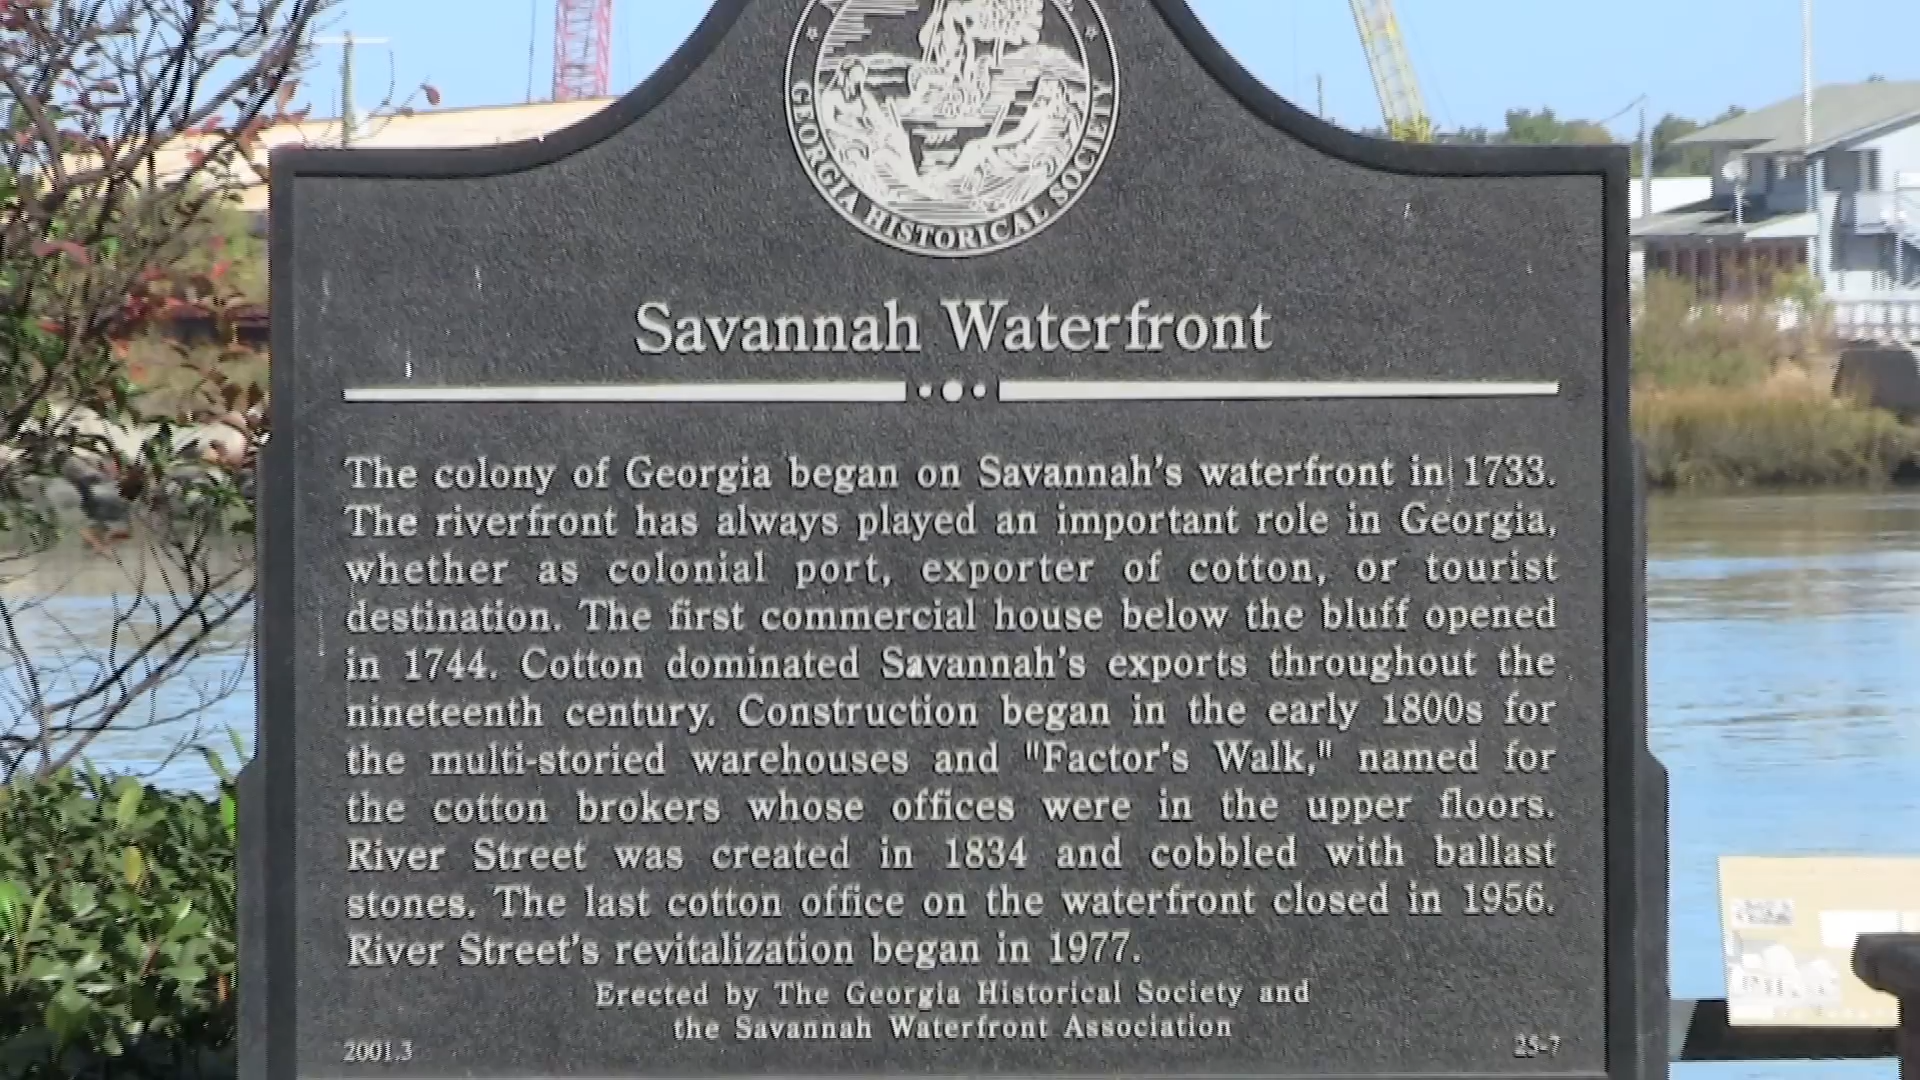 GEORGIA HISTORICAL SOCIETY
Savannah Waterfront
The colony of Georgia began on Savannah's waterfront in 1733.
The riverfront has always played an important role in Georgia,
whether as colonial port, exporter of cotton, or tourist
destination. The first commercial house below the bluff opened
in 1744. Cotton dominated Savannah's exports throughout the
nineteenth century. Construction began in the early 1800s for
the multi-storied warehouses and "Factor's Walk," named for
the cotton brokers whose offices were in the upper floors.
River Street was created in 1834 and cobbled with ballast
stones. The last cotton office on the waterfront closed in 1956.
River Street's revitalization began in 1977.
Erected by The Georgia Historical Society and
the Savannah Waterfront Association
2001.3 25-7